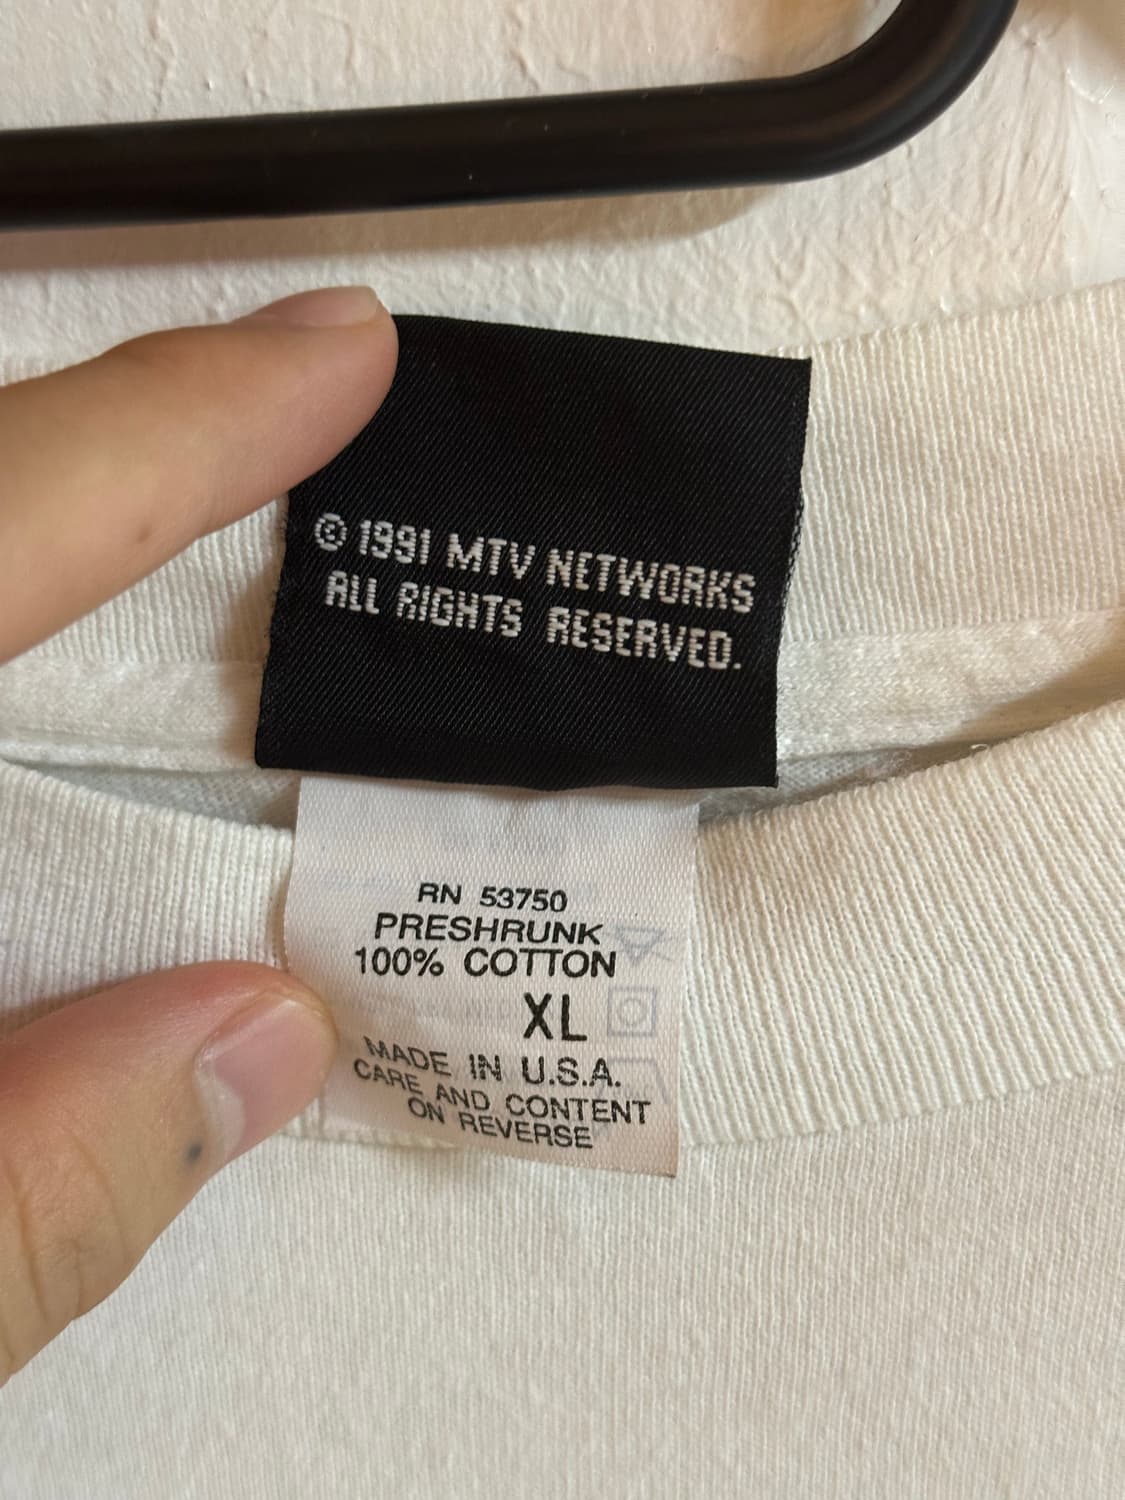 © 1991 MTV NETWORKS
ALL RIGHTS RESERVED.
RN 53750
PRESHRUNK
100% COTTON
XL
MADE IN U.S.A.
CARE AND CONTENT
ON REVERSE